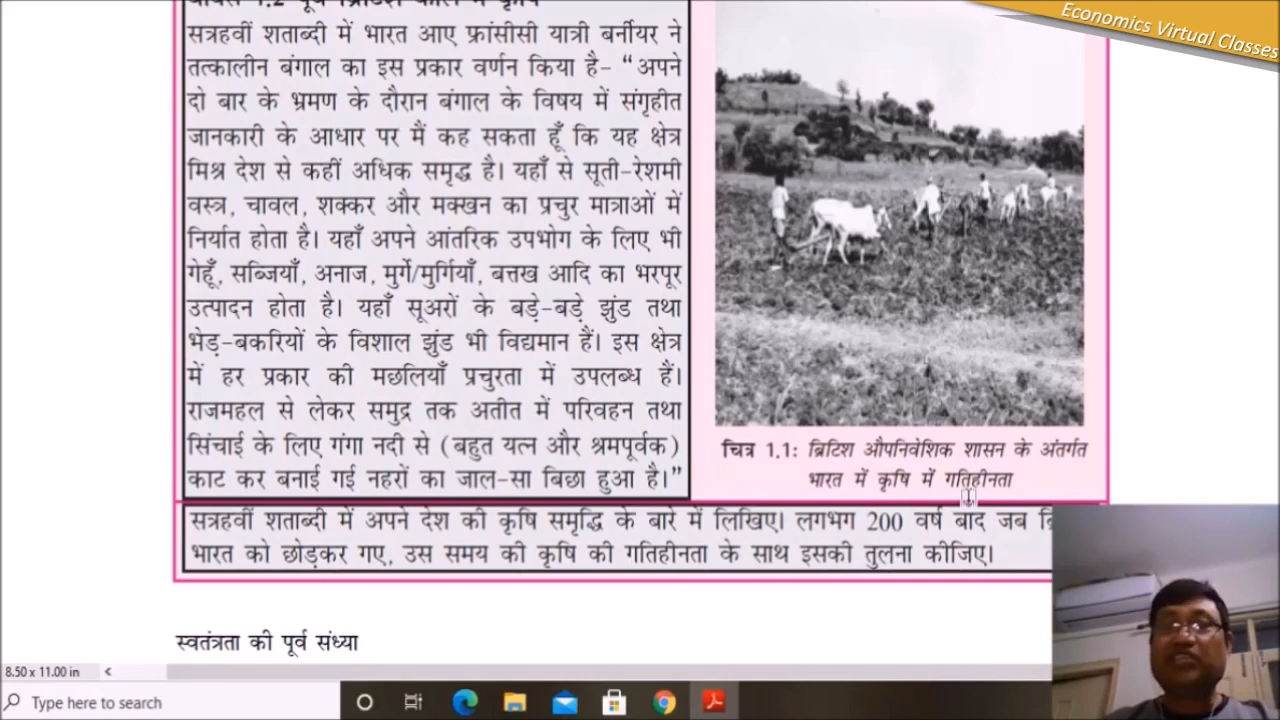 Economics Virtual Classes
सत्रहवीं शताब्दी में भारत आए फ्रांसीसी यात्री बर्नीयर ने
तत्कालीन बंगाल का इस प्रकार वर्णन किया है- “अपने
दो बार के भ्रमण के दौरान बंगाल के विषय में संगृहीत
जानकारी के आधार पर मैं कह सकता हूँ कि यह क्षेत्र
मिश्र देश से कहीं अधिक समृद्ध है। यहाँ से सूती-रेशमी
वस्त्र, चावल, शक्कर और मक्खन का प्रचुर मात्राओं में
निर्यात होता है। यहाँ अपने आंतरिक उपभोग के लिए भी
गेहूँ, सब्जियाँ, अनाज, मुर्गे/मुर्गियाँ, बत्तख आदि का भरपूर
उत्पादन होता है। यहाँ सूअरों के बड़े-बड़े झुंड तथा
भेड़-बकरियों के विशाल झुंड भी विद्यमान हैं। इस क्षेत्र
में हर प्रकार की मछलियाँ प्रचुरता में उपलब्ध हैं।
राजमहल से लेकर समुद्र तक अतीत में परिवहन तथा
सिंचाई के लिए गंगा नदी से (बहुत यत्न और श्रमपूर्वक)
काट कर बनाई गई नहरों का जाल-सा बिछा हुआ है।”
चित्र 1.1: ब्रिटिश औपनिवेशिक शासन के अंतर्गत
भारत में कृषि में गतिहीनता
सत्रहवीं शताब्दी में अपने देश की कृषि समृद्धि के बारे में लिखिए। लगभग 200 वर्ष बाद जब
भारत को छोड़कर गए, उस समय की कृषि की गतिहीनता के साथ इसकी तुलना कीजिए।
स्वतंत्रता की पूर्व संध्या
8.50 x 11.00 in
Type here to search